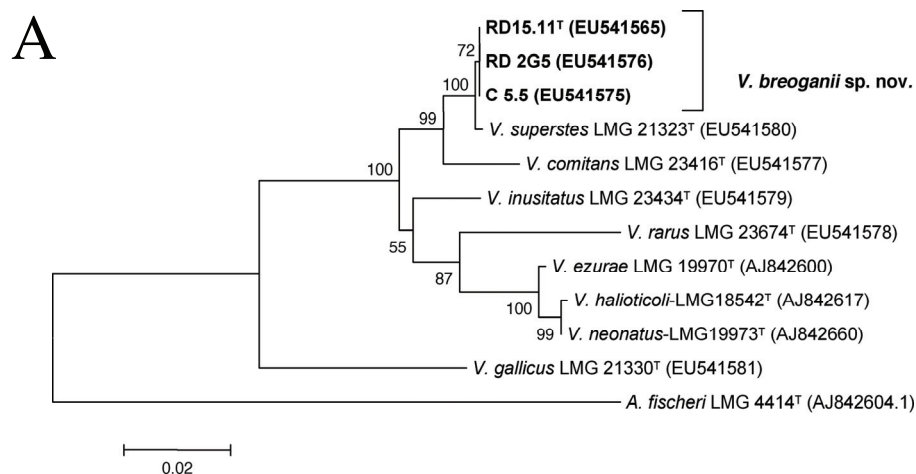 A
RD15.11ᵀ (EU541565)
72
RD 2G5 (EU541576)
V. breoganii sp. nov.
100
C 5.5 (EU541575)
99
V. superstes LMG 21323ᵀ (EU541580)
V. comitans LMG 23416ᵀ (EU541577)
100
V. inusitatus LMG 23434ᵀ (EU541579)
55
V. rarus LMG 23674ᵀ (EU541578)
87
V. ezurae LMG 19970ᵀ (AJ842600)
100
V. halioticoli-LMG18542ᵀ (AJ842617)
99
V. neonatus-LMG19973ᵀ (AJ842660)
V. gallicus LMG 21330ᵀ (EU541581)
A. fischeri LMG 4414ᵀ (AJ842604.1)
0.02